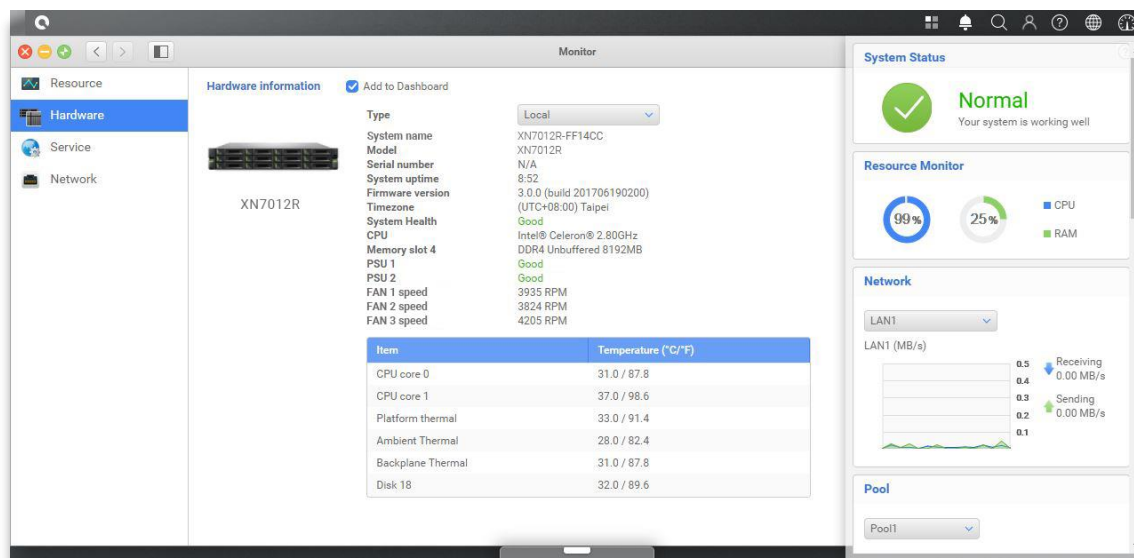 Monitor
Resource
Hardware
Service
Network
Hardware information
Add to Dashboard
XN7012R
Type Local
System name XN7012R-FF14CC
Model XN7012R
Serial number N/A
System uptime 8:52
Firmware version 3.0.0 (build 201706190200)
Timezone (UTC+08:00) Taipei
System Health Good
CPU Intel® Celeron® 2.80GHz
Memory slot 4 DDR4 Unbuffered 8192MB
PSU 1 Good
PSU 2 Good
FAN 1 speed 3935 RPM
FAN 2 speed 3824 RPM
FAN 3 speed 4205 RPM
Item Temperature (°C/°F)
CPU core 0 31.0 / 87.8
CPU core 1 37.0 / 98.6
Platform thermal 33.0 / 91.4
Ambient Thermal 28.0 / 82.4
Backplane Thermal 31.0 / 87.8
Disk 18 32.0 / 89.6
System Status
Normal
Your system is working well
Resource Monitor
99%
25%
CPU
RAM
Network
LAN1
LAN1 (MB/s)
0.5
0.4
0.3
0.2
0.1
Receiving
0.00 MB/s
Sending
0.00 MB/s
Pool
Pool1